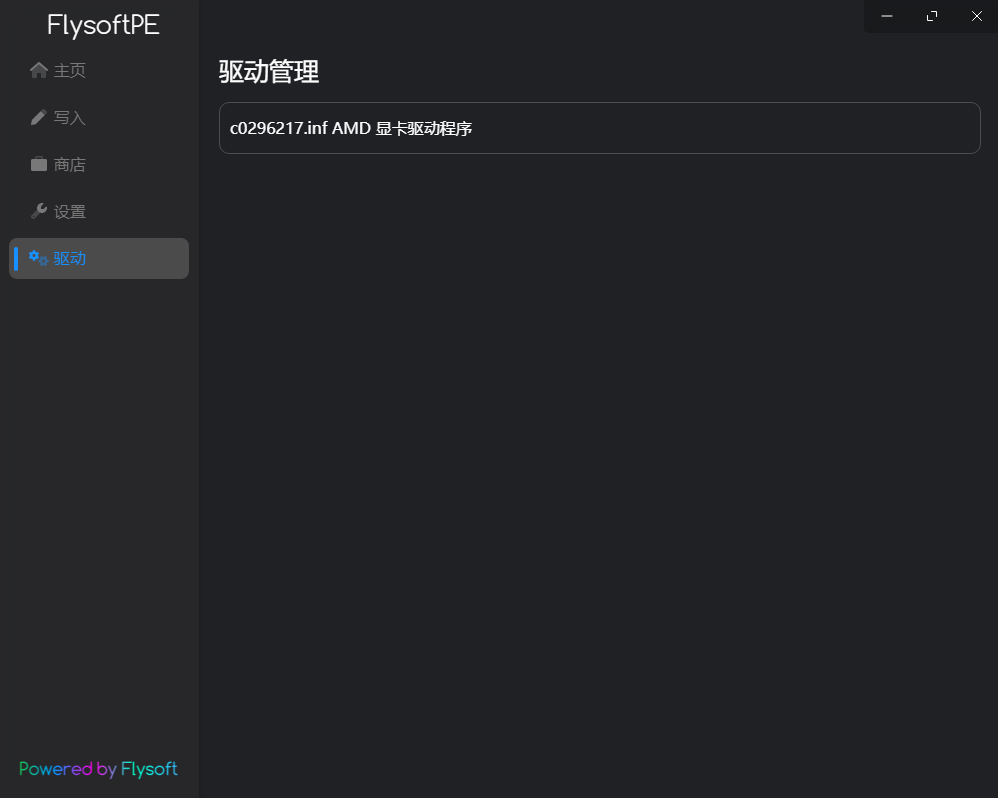 FlysoftPE
主页
写入
商店
设置
驱动
驱动管理
c0296217.inf AMD 显卡驱动程序
Powered by Flysoft